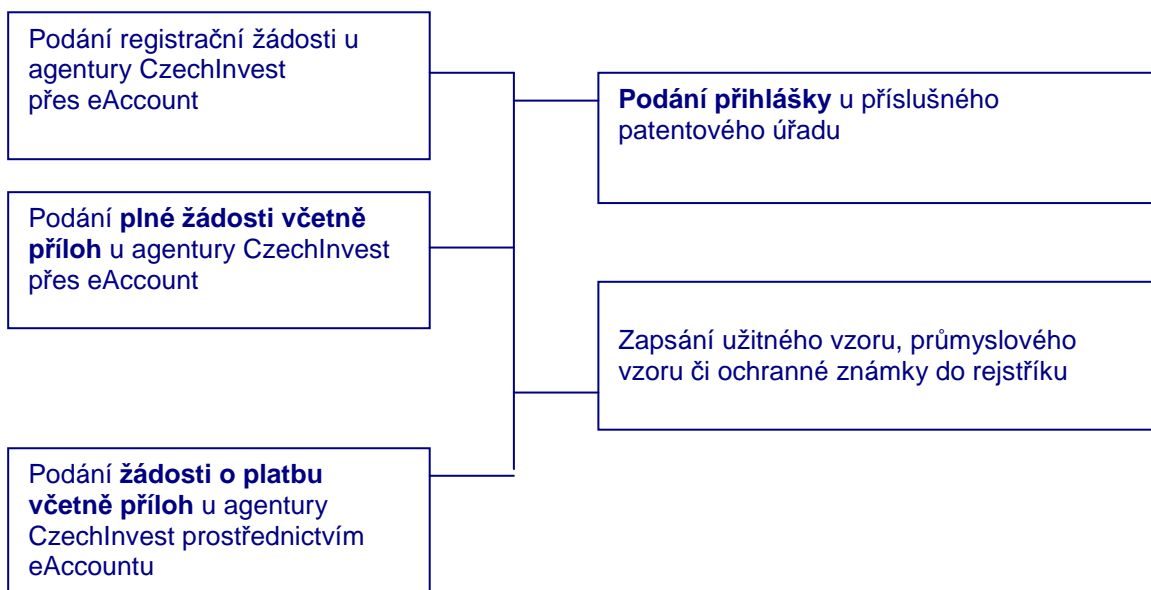 Podání registrační žádosti u
agentury CzechInvest
přes eAccount
Podání přihlášky u příslušného
patentového úřadu
Podání plné žádosti včetně
příloh u agentury CzechInvest
přes eAccount
Zapsání užitného vzoru, průmyslového
vzoru či ochranné známky do rejstříku
Podání žádosti o platbu
včetně příloh u agentury
CzechInvest prostřednictvím
eAccountu